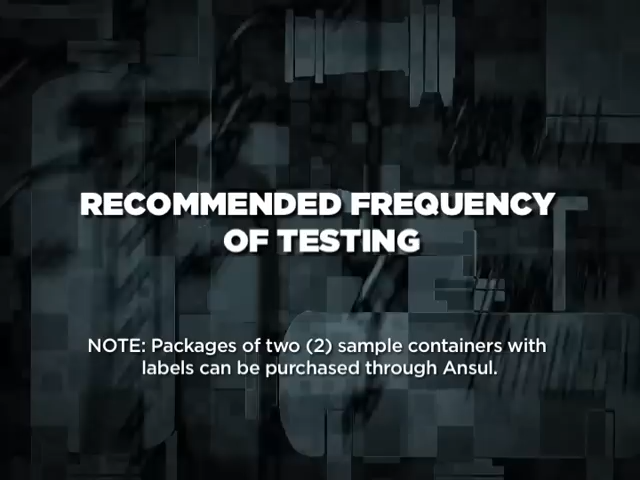 RECOMMENDED FREQUENCY
OF TESTING
NOTE: Packages of two (2) sample containers with
labels can be purchased through Ansul.